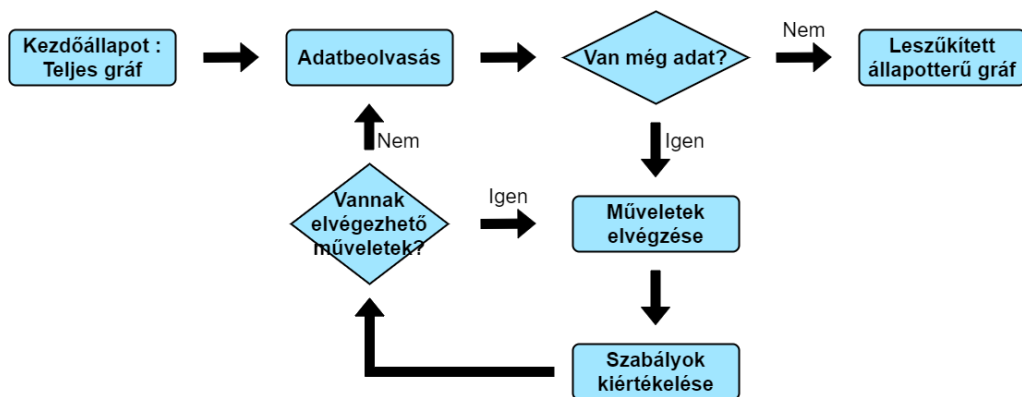 Kezdőállapot :
Teljes gráf
Adatbeolvasás
Van még adat?
Nem
Leszűkített
állapotterű gráf
Nem
Igen
Vannak
elvégezhető
műveletek?
Igen
Műveletek
elvégzése
Szabályok
kiértékelése